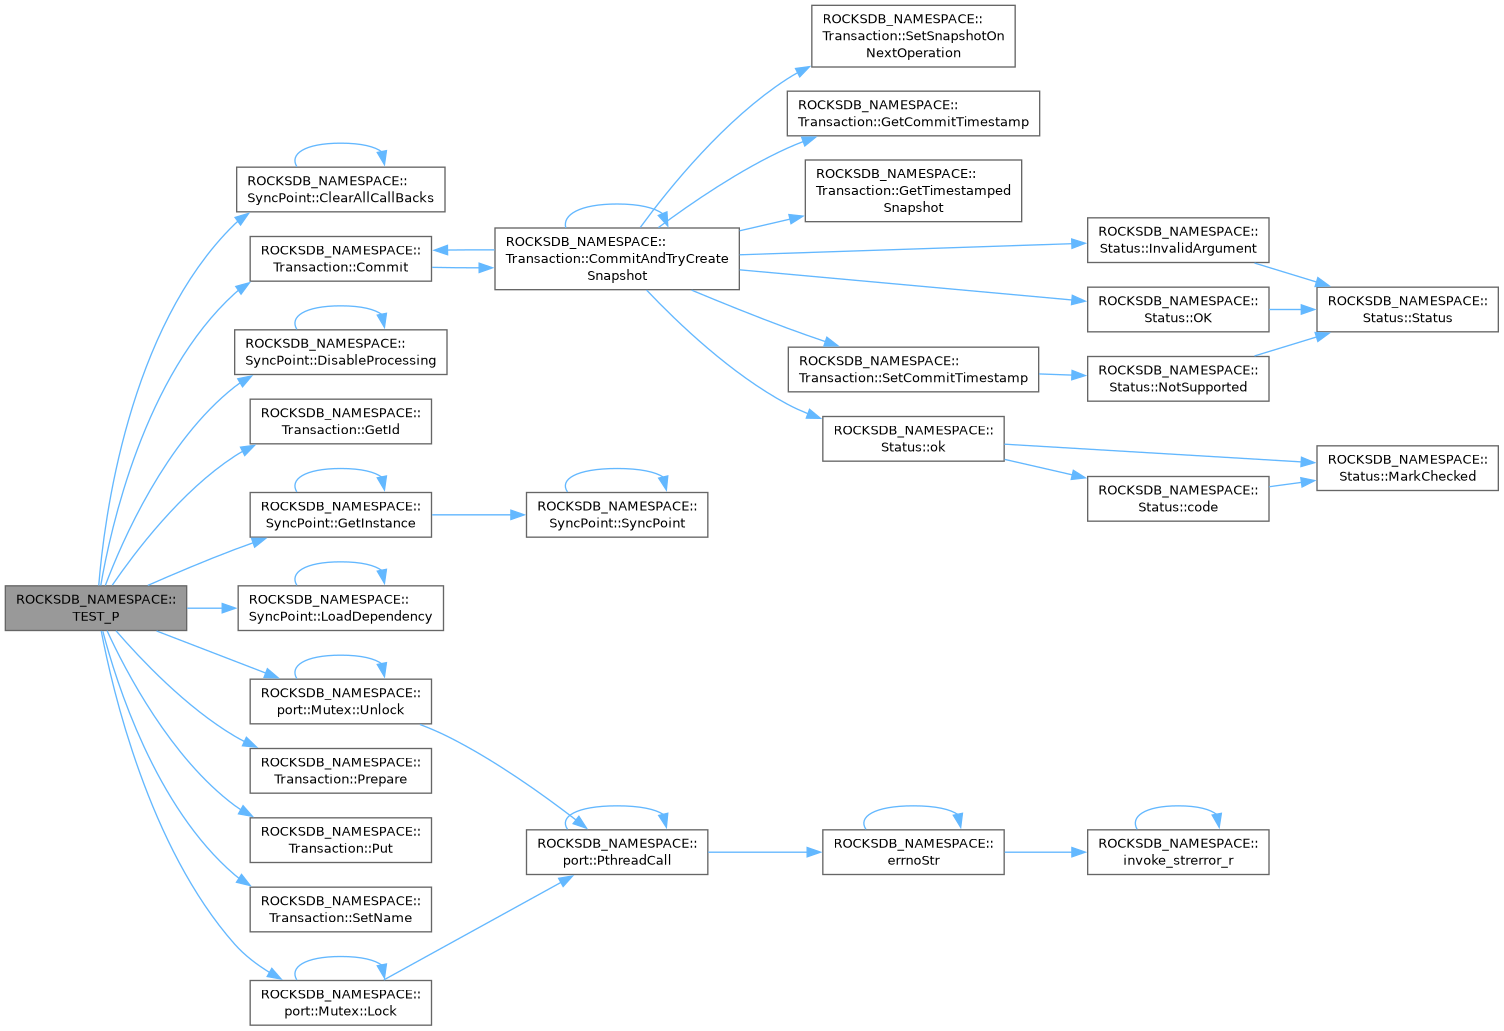 ROCKSDB_NAMESPACE::
TEST_P
ROCKSDB_NAMESPACE::
SyncPoint::ClearAllCallBacks
ROCKSDB_NAMESPACE::
Transaction::Commit
ROCKSDB_NAMESPACE::
SyncPoint::DisableProcessing
ROCKSDB_NAMESPACE::
Transaction::GetId
ROCKSDB_NAMESPACE::
SyncPoint::GetInstance
ROCKSDB_NAMESPACE::
SyncPoint::LoadDependency
ROCKSDB_NAMESPACE::
port::Mutex::Unlock
ROCKSDB_NAMESPACE::
Transaction::Prepare
ROCKSDB_NAMESPACE::
Transaction::Put
ROCKSDB_NAMESPACE::
Transaction::SetName
ROCKSDB_NAMESPACE::
port::Mutex::Lock
ROCKSDB_NAMESPACE::
Transaction::CommitAndTryCreate
Snapshot
ROCKSDB_NAMESPACE::
SyncPoint::SyncPoint
ROCKSDB_NAMESPACE::
port::PthreadCall
ROCKSDB_NAMESPACE::
Transaction::SetSnapshotOn
NextOperation
ROCKSDB_NAMESPACE::
Transaction::GetCommitTimestamp
ROCKSDB_NAMESPACE::
Transaction::GetTimestamped
Snapshot
ROCKSDB_NAMESPACE::
Transaction::SetCommitTimestamp
ROCKSDB_NAMESPACE::
Status::ok
ROCKSDB_NAMESPACE::
errnoStr
ROCKSDB_NAMESPACE::
Status::InvalidArgument
ROCKSDB_NAMESPACE::
Status::OK
ROCKSDB_NAMESPACE::
Status::NotSupported
ROCKSDB_NAMESPACE::
Status::code
ROCKSDB_NAMESPACE::
invoke_strerror_r
ROCKSDB_NAMESPACE::
Status::Status
ROCKSDB_NAMESPACE::
Status::MarkChecked